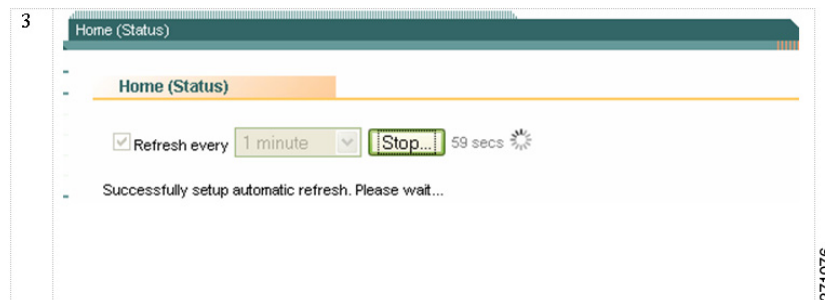 3
Home (Status)
Home (Status)
Refresh every 1 minute Stop... 59 secs
Successfully setup automatic refresh. Please wait...